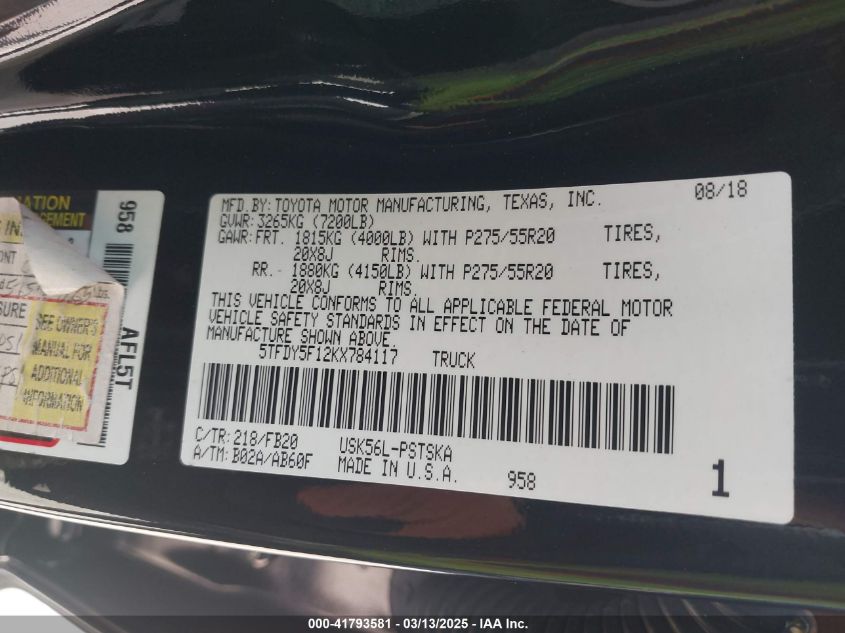 MFD. BY: TOYOTA MOTOR MANUFACTURING, TEXAS, INC. 08/18
GVWR: 3265KG (7200LB)
GAWR: FRT. 1815KG (4000LB) WITH P275/55R20 TIRES,
20X8J RIMS.
RR. - 1880KG (4150LB) WITH P275/55R20 TIRES,
20X8J RIMS.
THIS VEHICLE CONFORMS TO ALL APPLICABLE FEDERAL MOTOR
VEHICLE SAFETY STANDARDS IN EFFECT ON THE DATE OF
MANUFACTURE SHOWN ABOVE.
5TFDY5F12KX784117 TRUCK
C/TR: 218/FB20 USK56L-PSTSKA
A/TM: B02A/AB60F MADE IN U.S.A. 958 1
958
AFL5T
SEE OWNER'S
MANUAL FOR
ADDITIONAL
INFORMATION
000-41793581 / 03/13/2025 - IAA Inc.